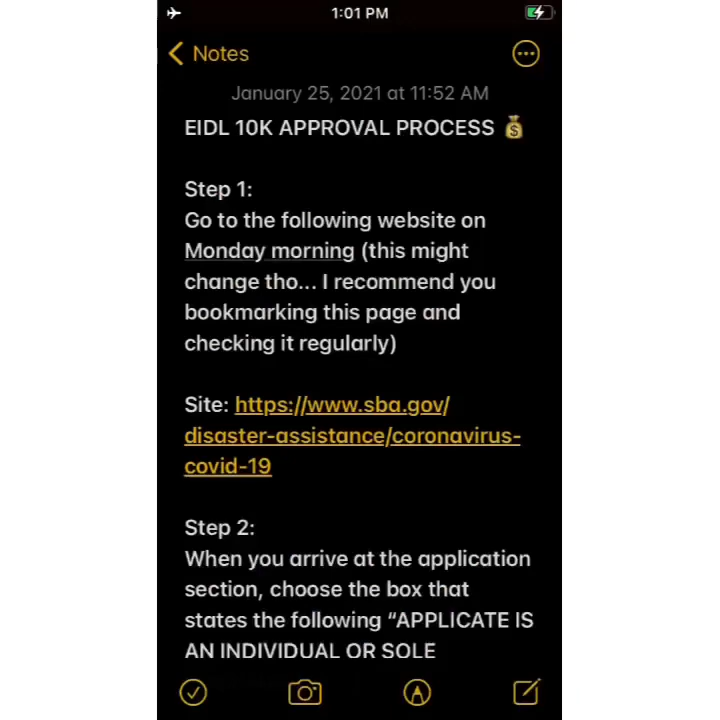 1:01 PM
Notes
January 25, 2021 at 11:52 AM
EIDL 10K APPROVAL PROCESS 💰
Step 1:
Go to the following website on
Monday morning (this might
change tho... I recommend you
bookmarking this page and
checking it regularly)
Site: https://www.sba.gov/
disaster-assistance/coronavirus-
covid-19
Step 2:
When you arrive at the application
section, choose the box that
states the following “APPLICATE IS
AN INDIVIDUAL OR SOLE